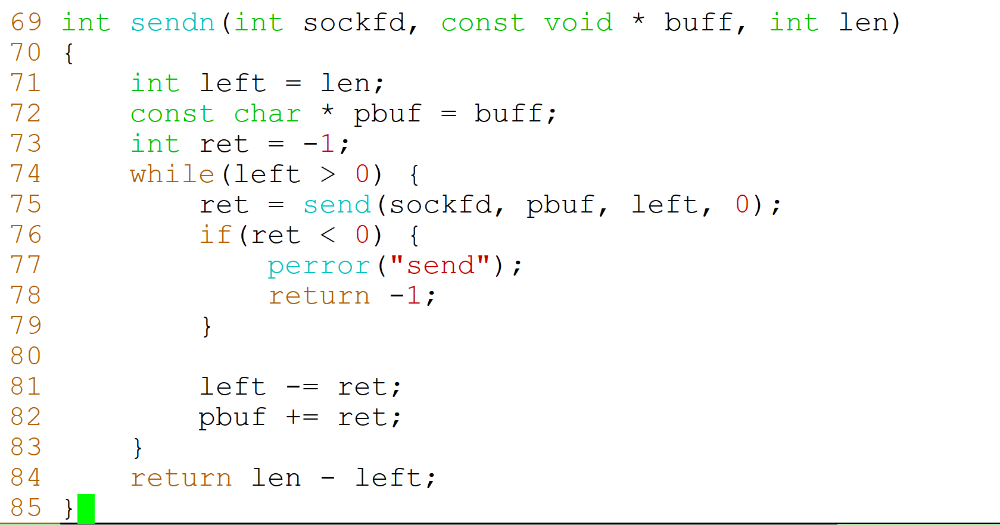 69 int sendn(int sockfd, const void * buff, int len)
70 {
71     int left = len;
72     const char * pbuf = buff;
73     int ret = -1;
74     while(left > 0) {
75         ret = send(sockfd, pbuf, left, 0);
76         if(ret < 0) {
77             perror("send");
78             return -1;
79         }
80
81         left -= ret;
82         pbuf += ret;
83     }
84     return len - left;
85 }